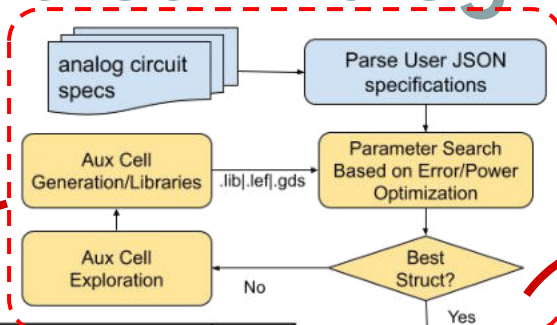 analog circuit
specs
Parse User JSON
specifications
Aux Cell
Generation/Libraries
.lib|.lef|.gds
Parameter Search
Based on Error/Power
Optimization
Aux Cell
Exploration
No
Best
Struct?
Yes